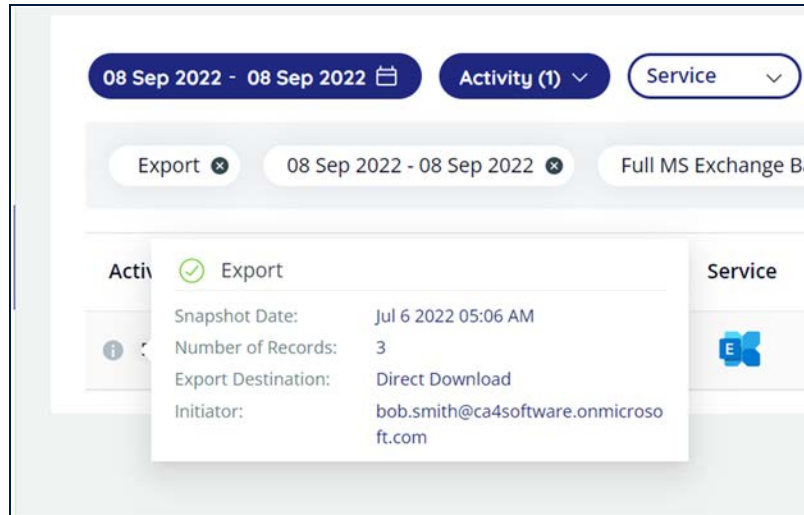 08 Sep 2022 - 08 Sep 2022 Activity (1) Service
Export 08 Sep 2022 - 08 Sep 2022 Full MS Exchange
Export
Service
Snapshot Date: Jul 6 2022 05:06 AM
Number of Records: 3
Export Destination: Direct Download
Initiator: bob.smith@ca4software.onmicroso
ft.com
E